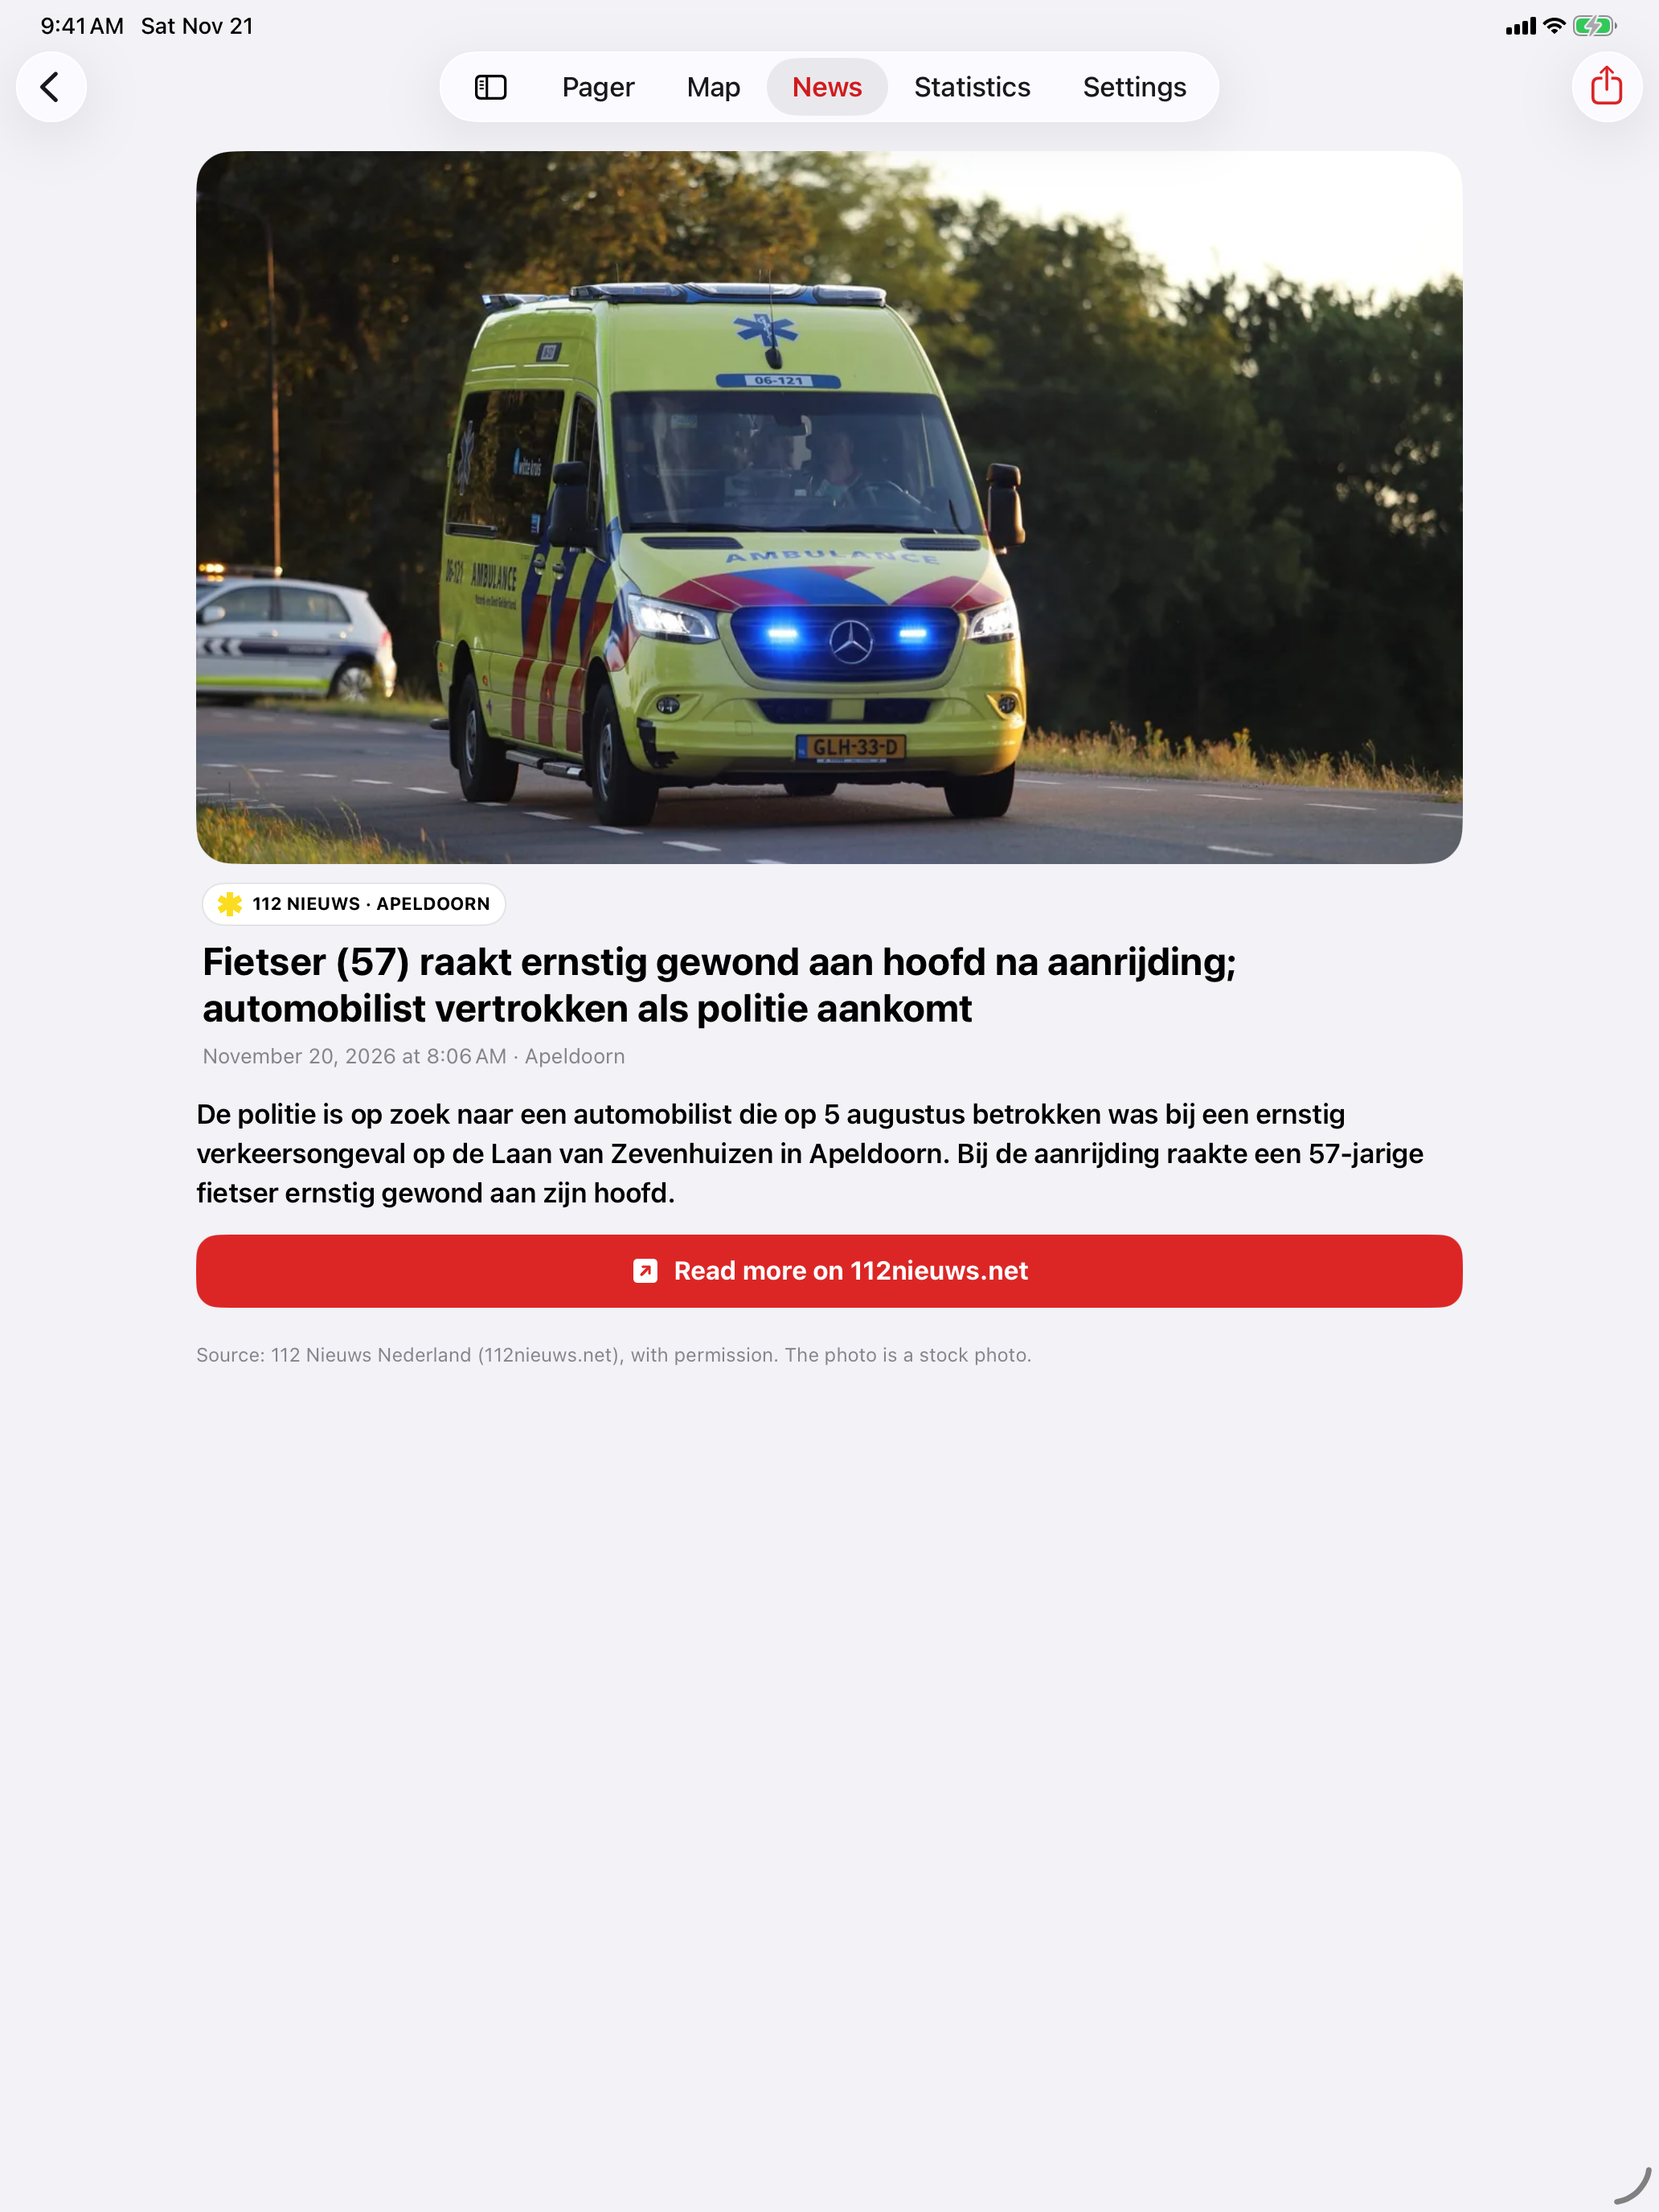 9:41 AM Sat Nov 21
Pager Map News Statistics Settings
06-121
AMBULANCE
06-121 AMBULANCE
GLH-33-D
112 NIEUWS · APELDOORN
Fietser (57) raakt ernstig gewond aan hoofd na aanrijding;
automobilist vertrokken als politie aankomt
November 20, 2026 at 8:06 AM · Apeldoorn
De politie is op zoek naar een automobilist die op 5 augustus betrokken was bij een ernstig
verkeersongeval op de Laan van Zevenhuizen in Apeldoorn. Bij de aanrijding raakte een 57-jarige
fietser ernstig gewond aan zijn hoofd.
Read more on 112nieuws.net
Source: 112 Nieuws Nederland (112nieuws.net), with permission. The photo is a stock photo.